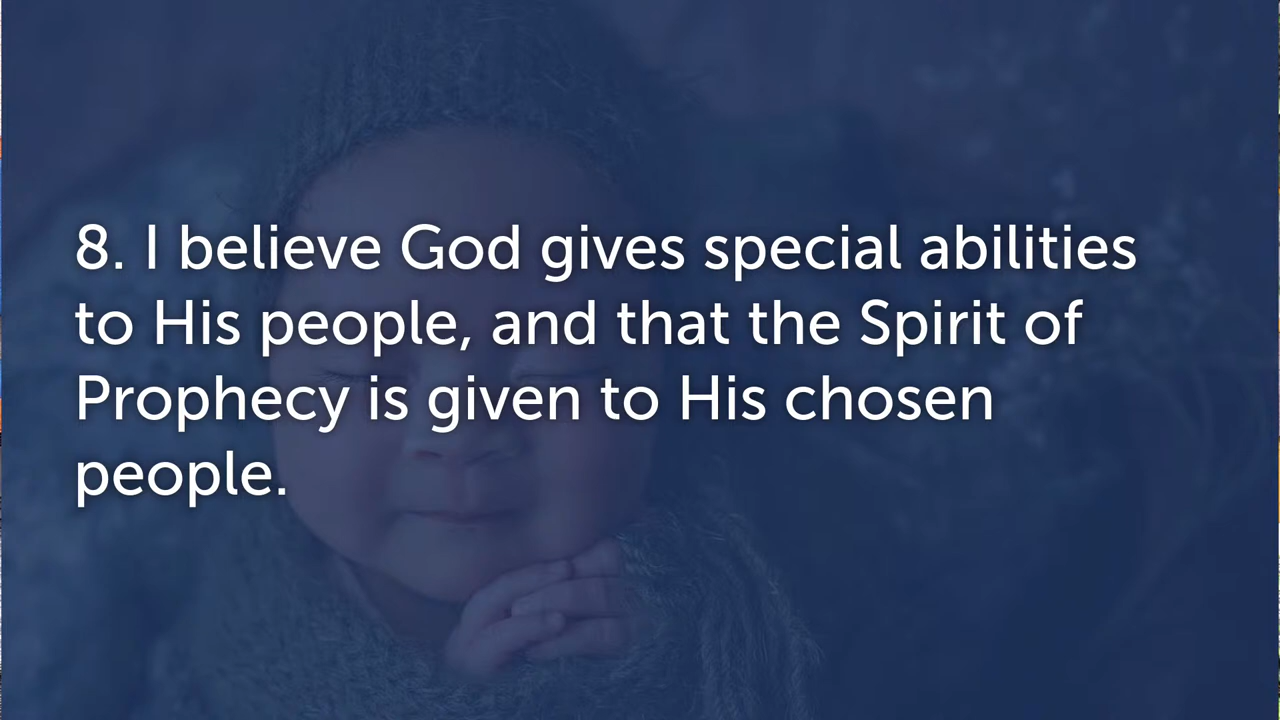 8. I believe God gives special abilities
to His people, and that the Spirit of
Prophecy is given to His chosen
people.